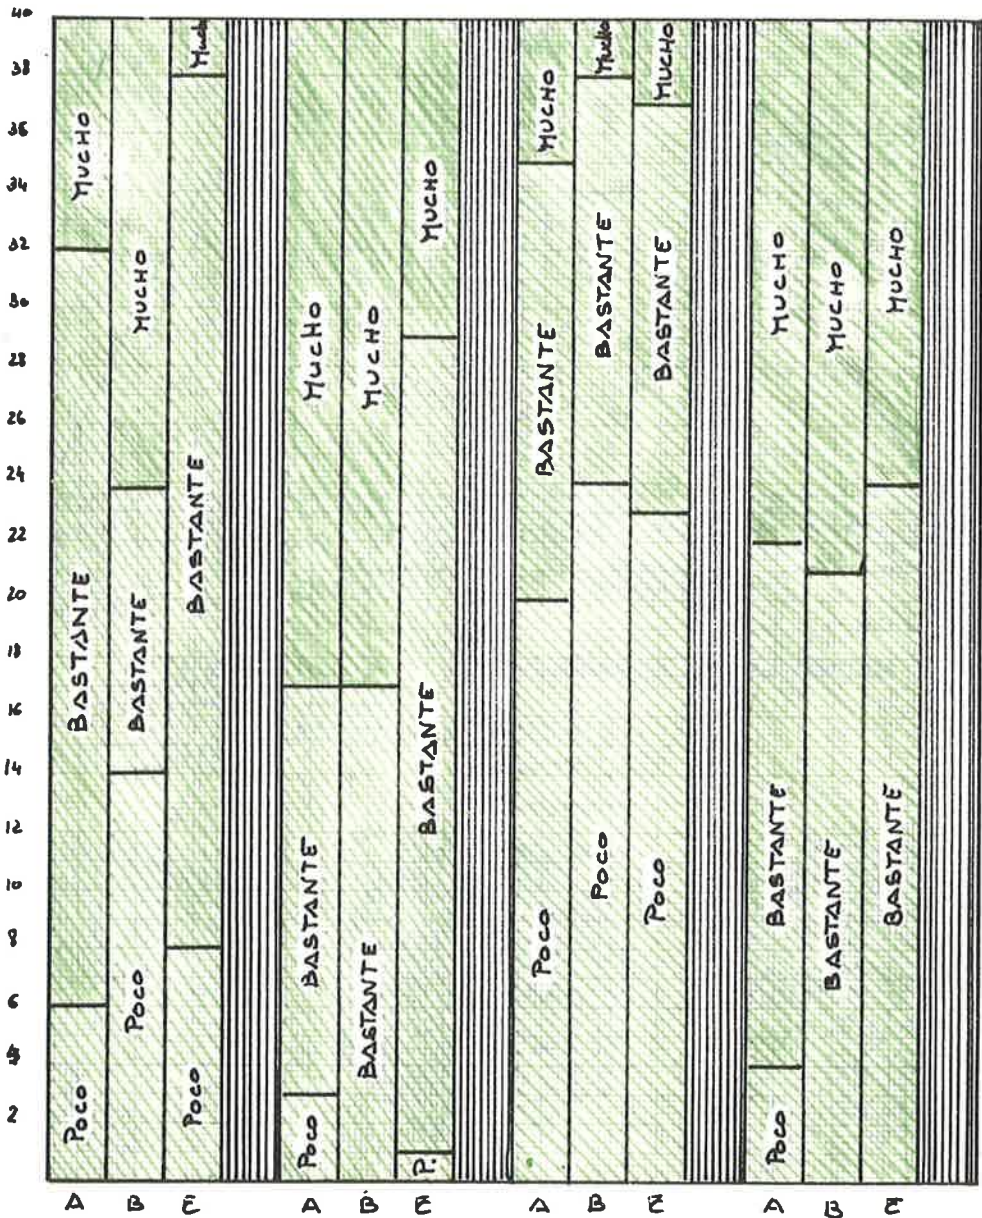 40
38
36
34
32
30
28
26
24
22
20
18
16
14
12
10
8
6
4
2
MUCHO
BASTANTE
POCO
MUCHO
BASTANTE
POCO
Mucho
BASTANTE
POCO
MUCHO
BASTANTE
POCO
MUCHO
BASTANTE
MUCHO
BASTANTE
P.
MUCHO
BASTANTE
POCO
Mucho
BASTANTE
POCO
MUCHO
BASTANTE
POCO
MUCHO
BASTANTE
POCO
MUCHO
BASTANTE
MUCHO
BASTANTE
A B E A B E A B E A B E